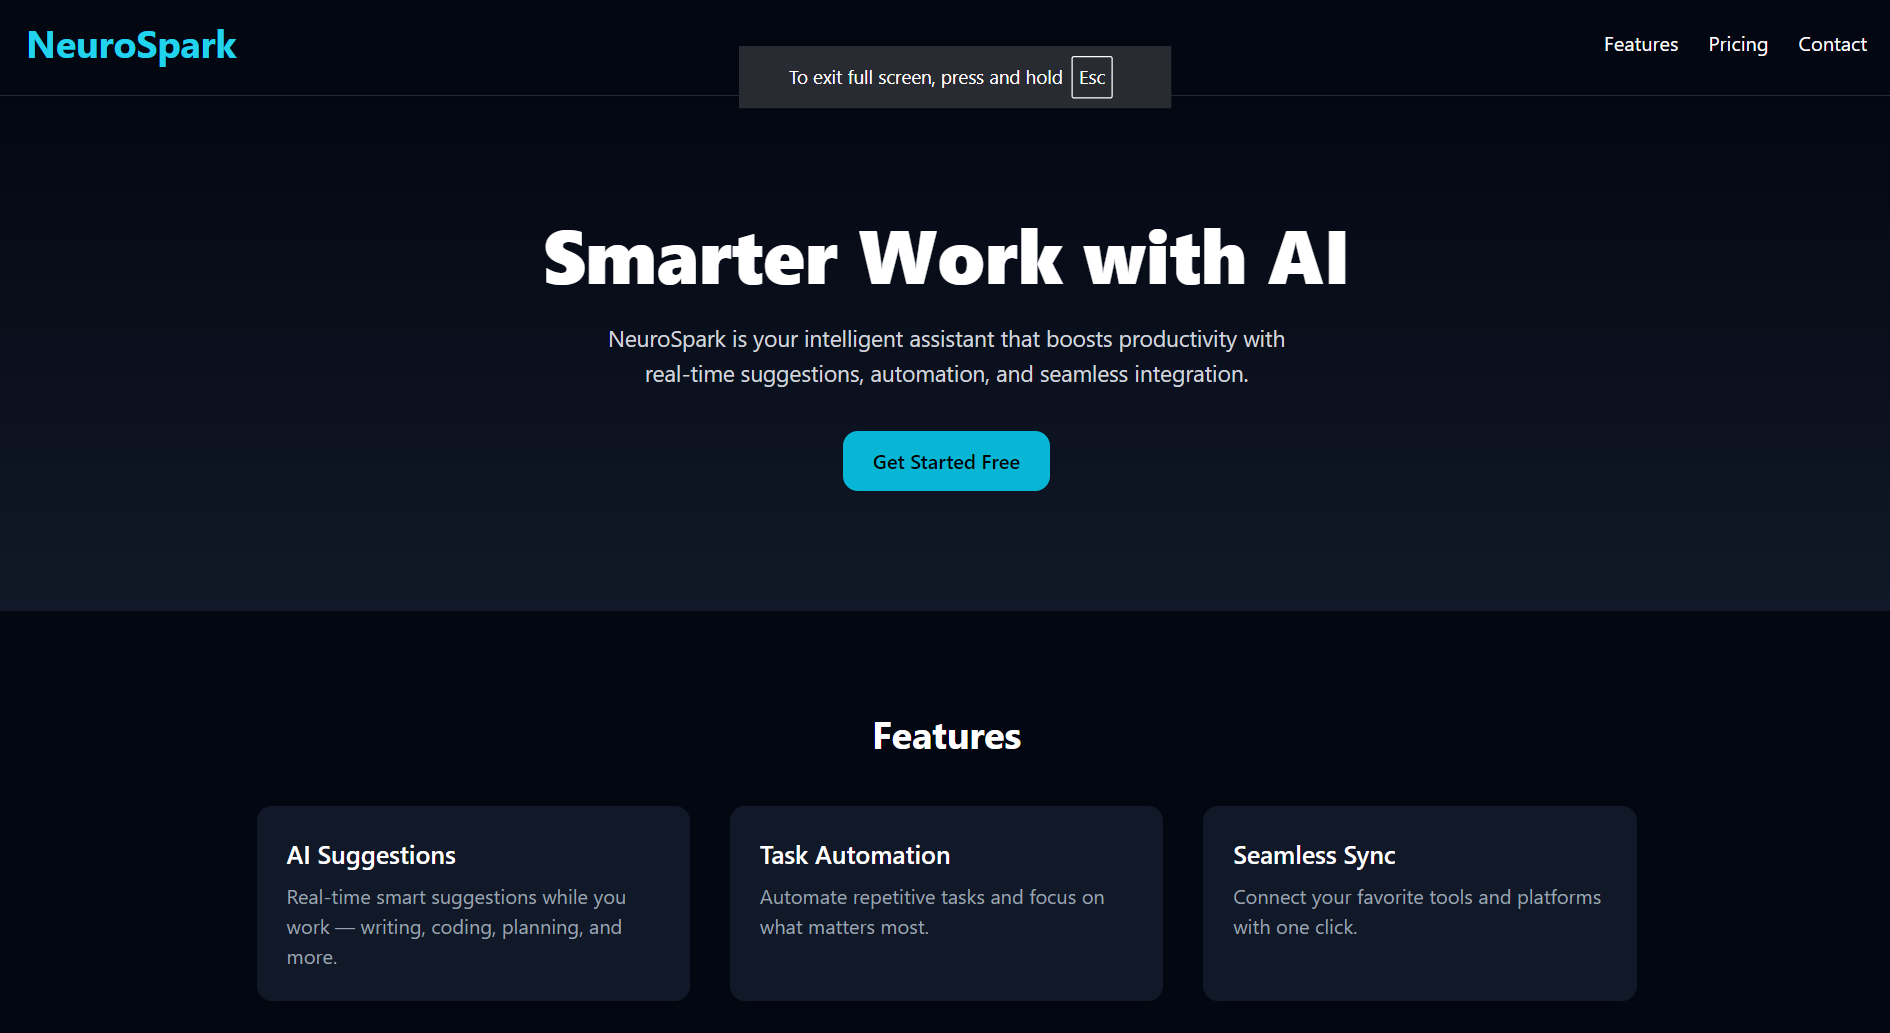 NeuroSpark
Features Pricing Contact
To exit full screen, press and hold Esc
Smarter Work with AI
NeuroSpark is your intelligent assistant that boosts productivity with
real-time suggestions, automation, and seamless integration.
Get Started Free
Features
AI Suggestions
Real-time smart suggestions while you
work — writing, coding, planning, and
more.
Task Automation
Automate repetitive tasks and focus on
what matters most.
Seamless Sync
Connect your favorite tools and platforms
with one click.